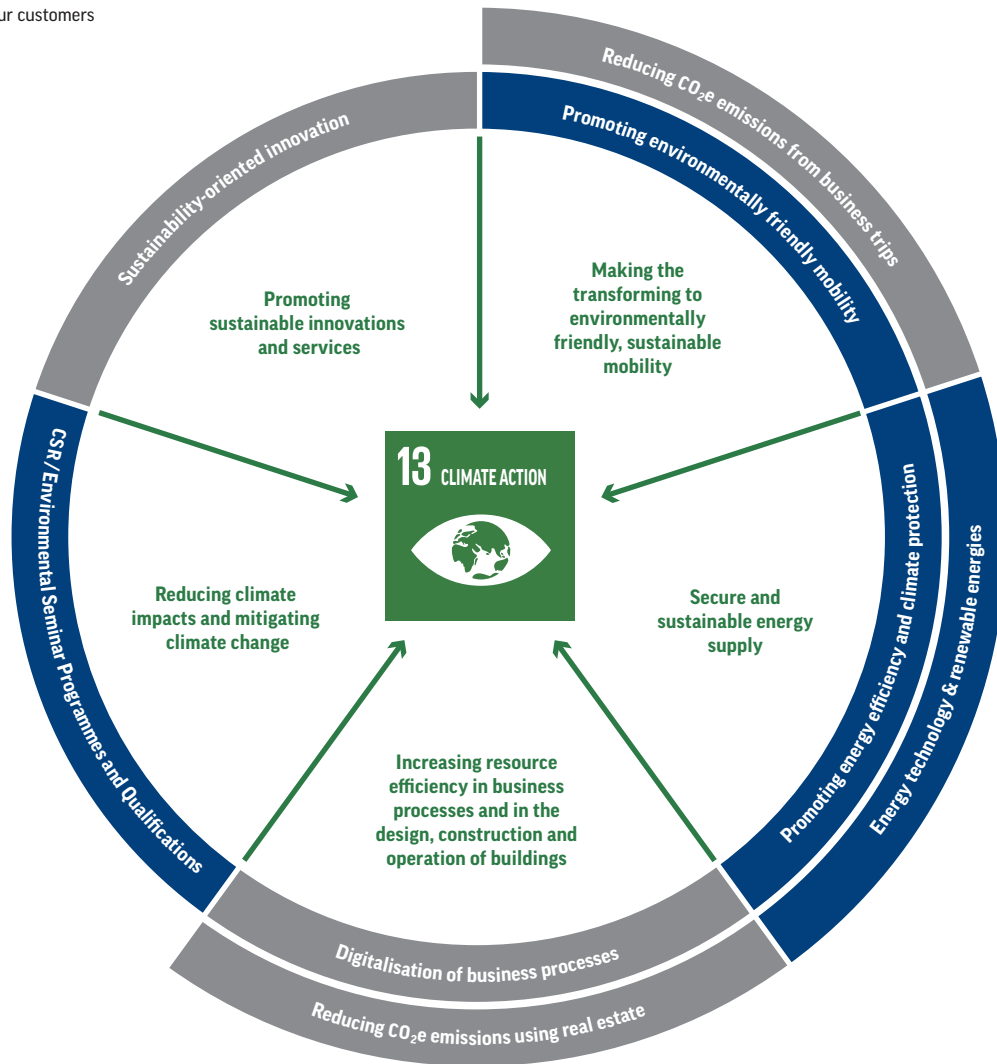 ur customers
Reducing CO₂e emissions from business trips
Promoting environmentally friendly mobility
Sustainability-oriented innovation
Promoting
sustainable innovations
and services
Making the
transforming to
environmentally
friendly, sustainable
mobility
13 CLIMATE ACTION
CSR/Environmental Seminar Programmes and Qualifications
Reducing climate
impacts and mitigating
climate change
Secure and
sustainable energy
supply
Promoting energy efficiency and climate protection
Energy technology & renewable energies
Increasing resource
efficiency in business
processes and in the
design, construction and
operation of buildings
Digitalisation of business processes
Reducing CO₂e emissions using real estate